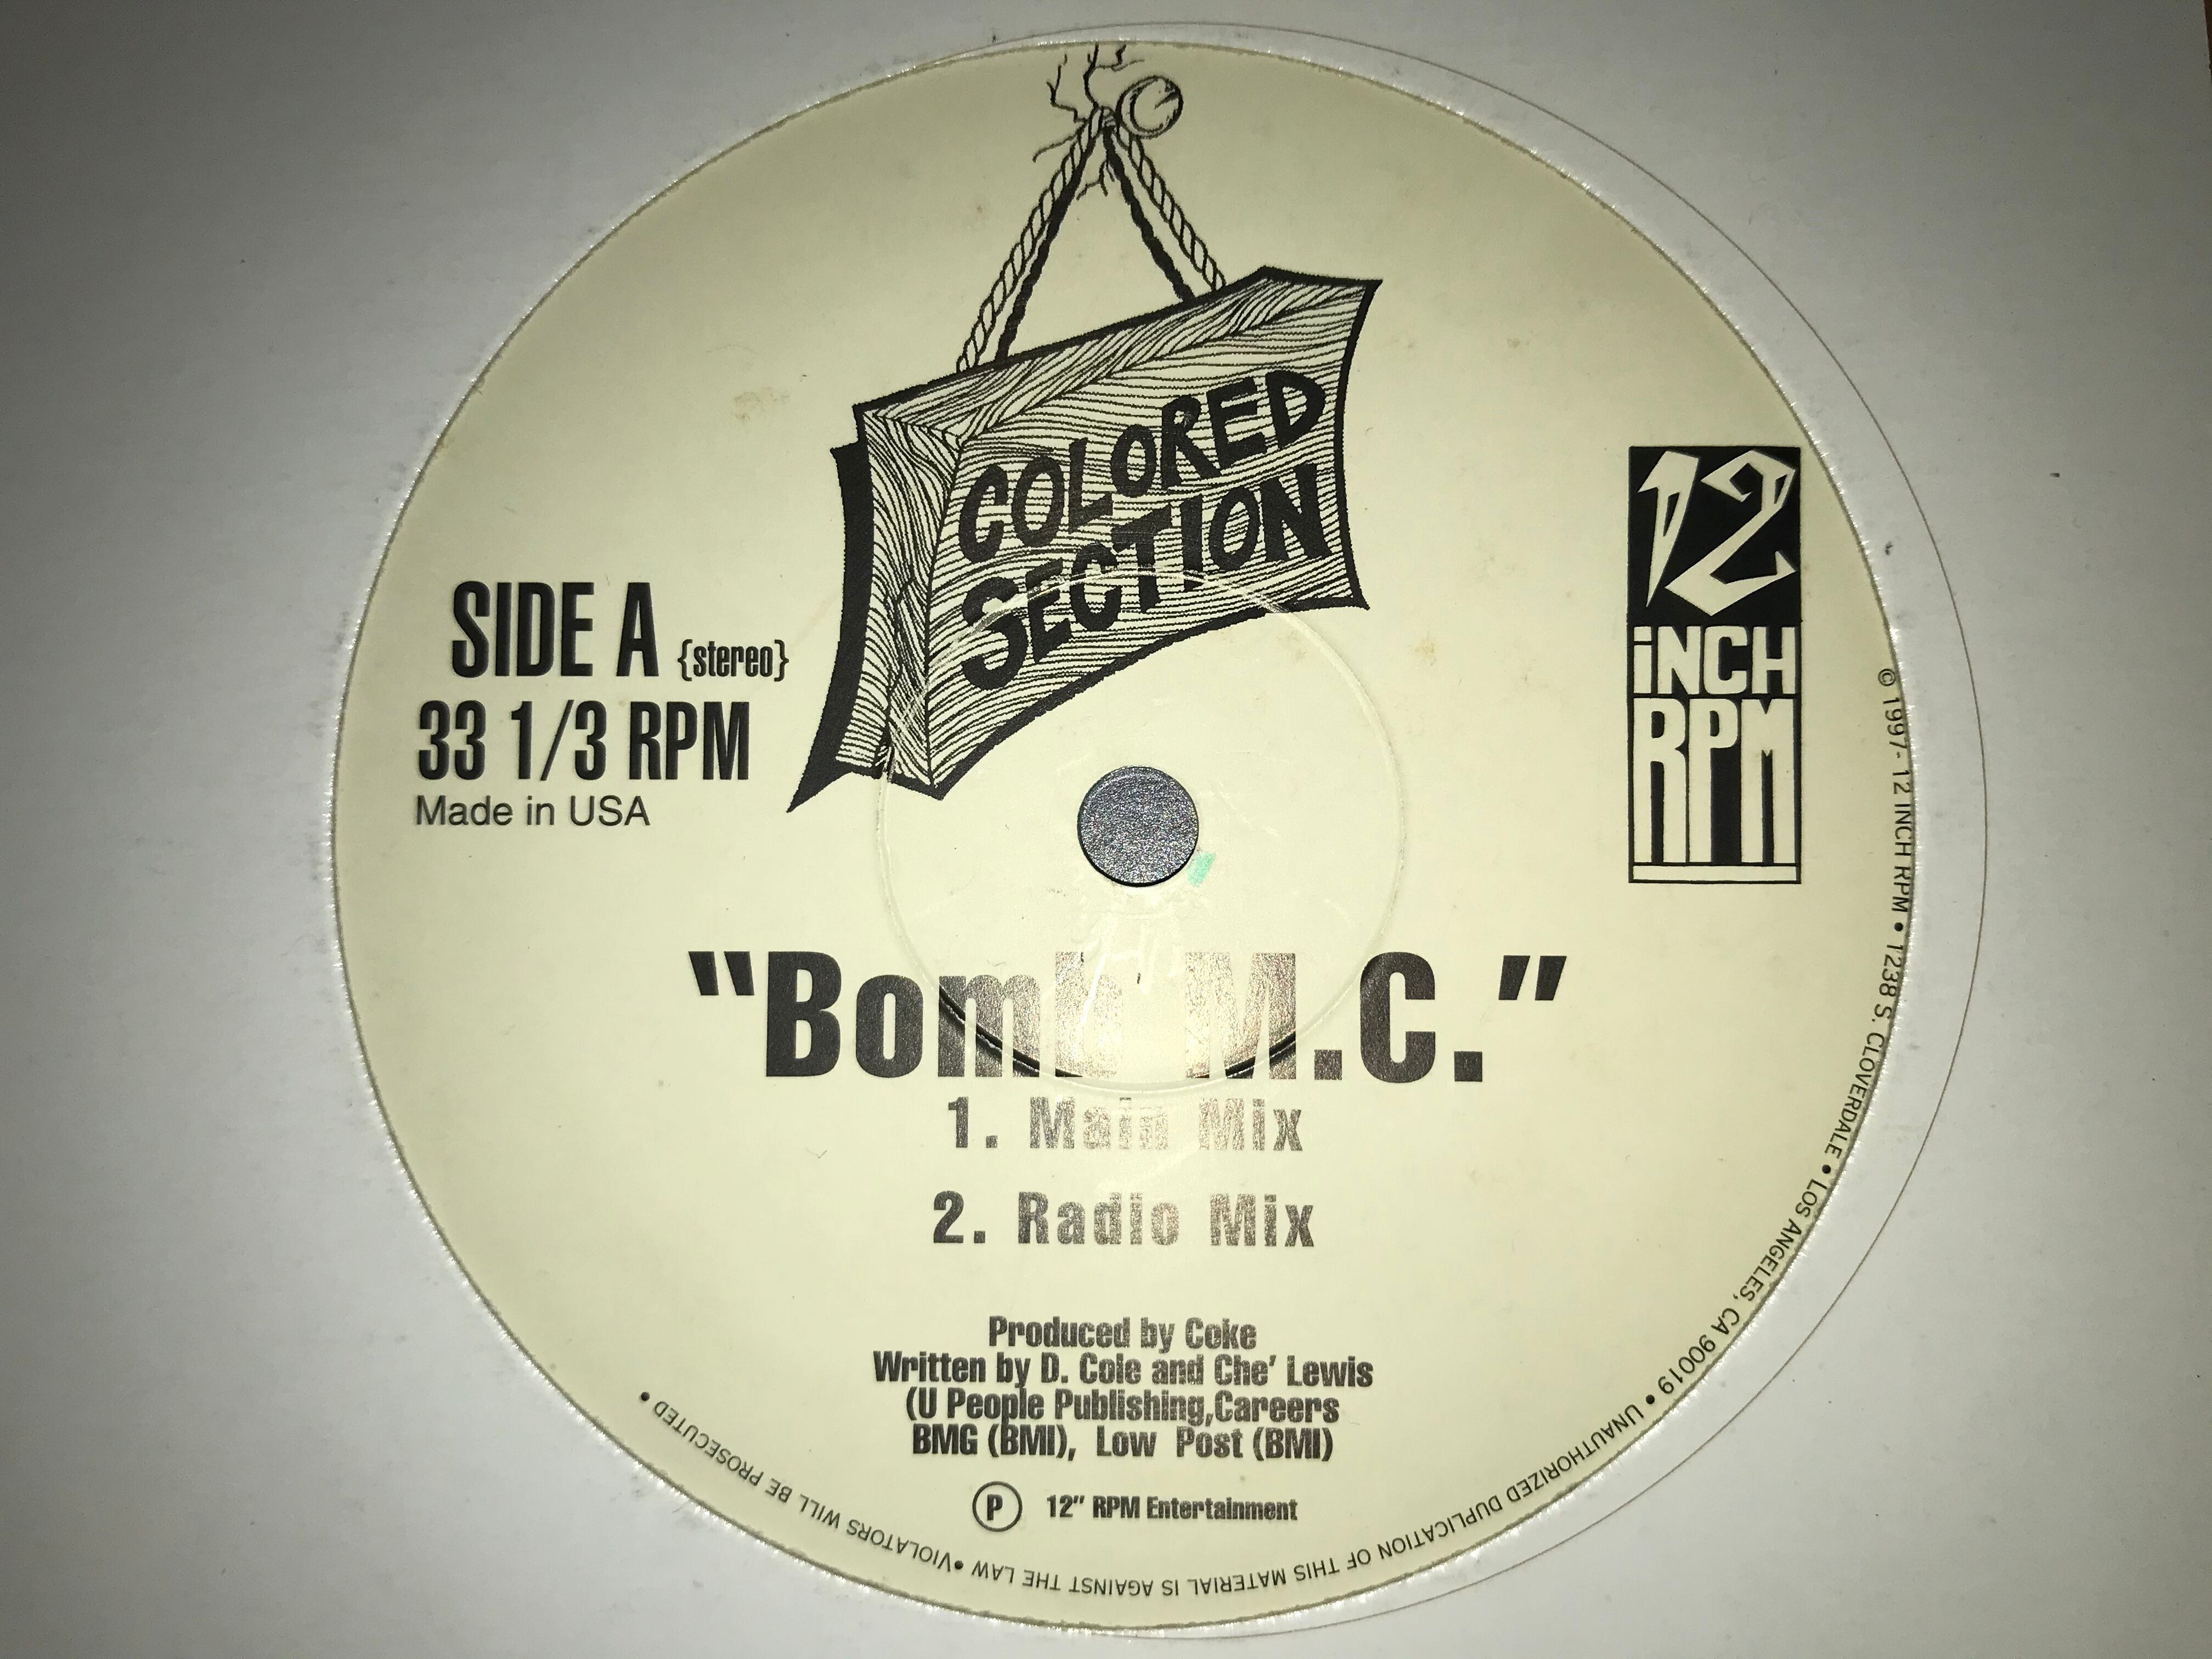 COLORED
SECTION
SIDE A {stereo}
33 1/3 RPM
Made in USA
12
iNCH
RPM
"Bomb M.C."
1. Main Mix
2. Radio Mix
Produced by Coke
Written by D. Cole and Che' Lewis
(U People Publishing,Careers
BMG (BMI), Low Post (BMI)
Ⓟ 12" RPM Entertainment
© 1997- 12 INCH RPM • 1238 S. CLOVERDALE • LOS ANGELES, CA 90019 • UNAUTHORIZED DUPLICATION OF THIS MATERIAL IS AGAINST THE LAW •VIOLATORS WILL BE PROSECUTED •